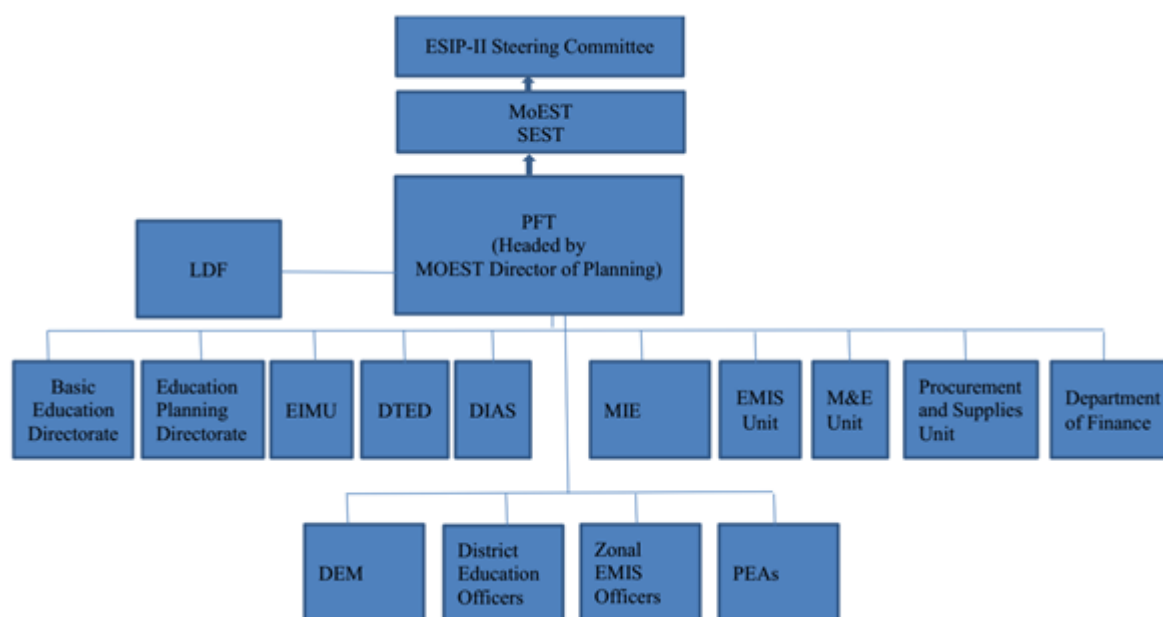 ESIP-II Steering Committee
MoEST
SEST
PFT
(Headed by
MOEST Director of Planning)
LDF
Basic
Education
Directorate
Education
Planning
Directorate
EIMU
DTED
DIAS
MIE
EMIS
Unit
M&E
Unit
Procurement
and Supplies
Unit
Department
of Finance
DEM
District
Education
Officers
Zonal
EMIS
Officers
PEAs